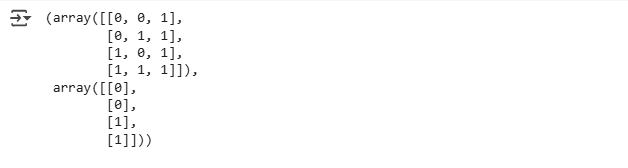 (array([[0, 0, 1],
        [0, 1, 1],
        [1, 0, 1],
        [1, 1, 1]]),
 array([[0],
        [0],
        [1],
        [1]]))